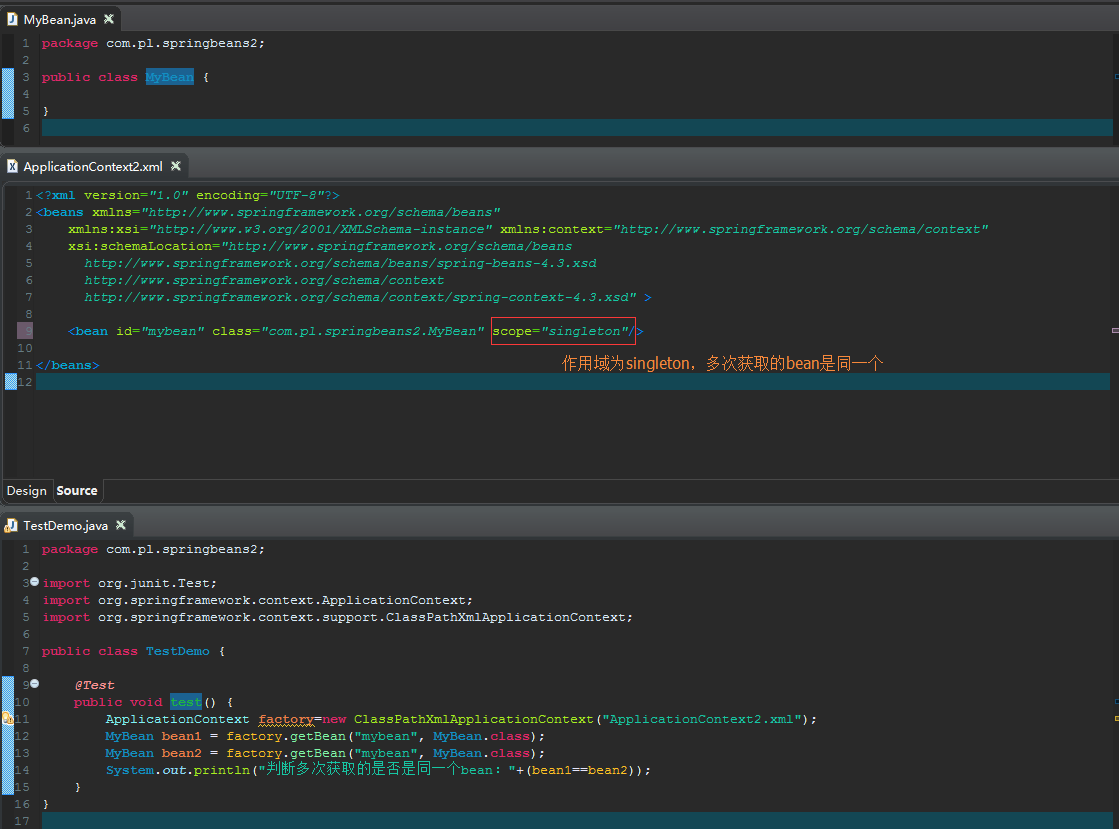 MyBean.java
1 package com.pl.springbeans2;
2
3 public class MyBean {
4
5 }
6
ApplicationContext2.xml
1 <?xml version="1.0" encoding="UTF-8"?>
2 <beans xmlns="http://www.springframework.org/schema/beans"
3 xmlns:xsi="http://www.w3.org/2001/XMLSchema-instance" xmlns:context="http://www.springframework.org/schema/context"
4 xsi:schemaLocation="http://www.springframework.org/schema/beans
5 http://www.springframework.org/schema/beans/spring-beans-4.3.xsd
6 http://www.springframework.org/schema/context
7 http://www.springframework.org/schema/context/spring-context-4.3.xsd" >
8
9 <bean id="mybean" class="com.pl.springbeans2.MyBean" scope="singleton"/>
10
11 </beans>
作用域为singleton，多次获取的bean是同一个
12
Design Source
TestDemo.java
1 package com.pl.springbeans2;
2
3 import org.junit.Test;
4 import org.springframework.context.ApplicationContext;
5 import org.springframework.context.support.ClassPathXmlApplicationContext;
6
7 public class TestDemo {
8
9 @Test
10 public void test() {
11 ApplicationContext factory=new ClassPathXmlApplicationContext("ApplicationContext2.xml");
12 MyBean bean1 = factory.getBean("mybean", MyBean.class);
13 MyBean bean2 = factory.getBean("mybean", MyBean.class);
14 System.out.println("判断多次获取的是否是同一个bean："+(bean1==bean2));
15 }
16 }
17